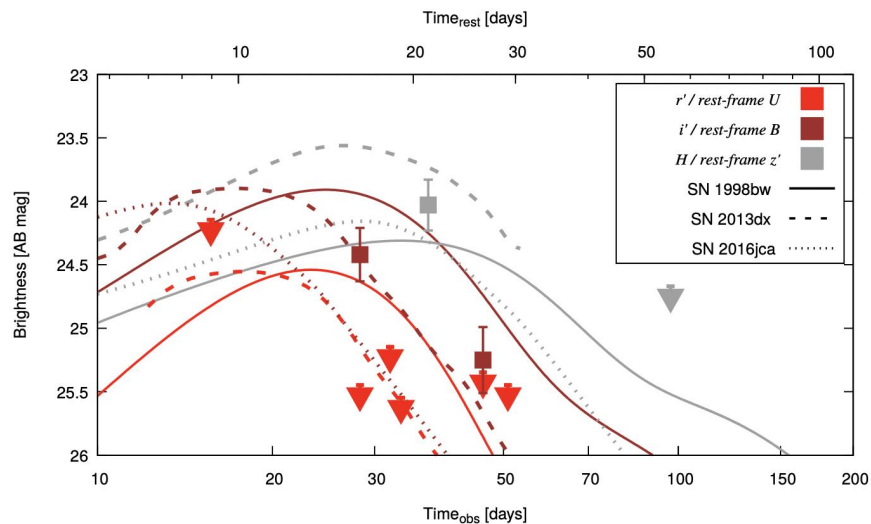 Time_rest [days]
10 20 30 50 100
23
23.5
24
24.5
25
25.5
26
Brightness [AB mag]
r' / rest-frame U
i' / rest-frame B
H / rest-frame z'
SN 1998bw
SN 2013dx
SN 2016jca
10 20 30 50 70 100 150 200
Time_obs [days]